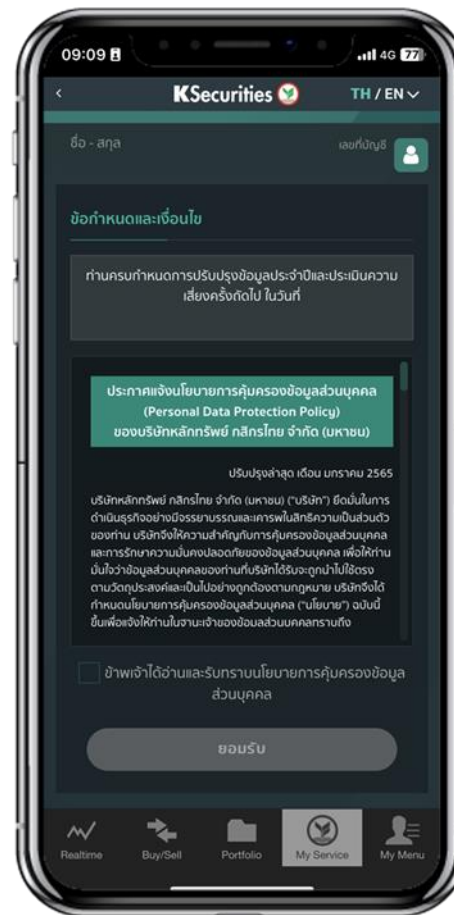 09:09
4G 77
KSecurities
TH / EN
ชื่อ - สกุล
เลขที่บัญชี
ข้อกำหนดและเงื่อนไข
ท่านครบกำหนดการปรับปรุงข้อมูลประจำปีและประเมินความ
เสี่ยงครั้งถัดไป ในวันที่
ประกาศแจ้งนโยบายการคุ้มครองข้อมูลส่วนบุคคล
(Personal Data Protection Policy)
ของบริษัทหลักทรัพย์ กสิกรไทย จำกัด (มหาชน)
ปรับปรุงล่าสุด เดือน มกราคม 2565
บริษัทหลักทรัพย์ กสิกรไทย จำกัด (มหาชน) ("บริษัท") ยึดมั่นในการ
ดำเนินธุรกิจอย่างมีจรรยาบรรณและเคารพในสิทธิความเป็นส่วนตัว
ของท่าน บริษัทจึงให้ความสำคัญกับการคุ้มครองข้อมูลส่วนบุคคล
และการรักษาความมั่นคงปลอดภัยของข้อมูลส่วนบุคคล เพื่อให้ท่าน
มั่นใจว่าข้อมูลส่วนบุคคลของท่านที่บริษัทได้รับจะถูกนำไปใช้ตรง
ตามวัตถุประสงค์และเป็นไปอย่างถูกต้องตามกฎหมาย บริษัทจึงได้
กำหนดนโยบายการคุ้มครองข้อมูลส่วนบุคคล ("นโยบาย") ฉบับนี้
ขึ้นเพื่อแจ้งให้ท่านในฐานะเจ้าของข้อมูลส่วนบุคคลทราบถึง
ข้าพเจ้าได้อ่านและรับทราบนโยบายการคุ้มครองข้อมูล
ส่วนบุคคล
ยอมรับ
Realtime
Buy/Sell
Portfolio
My Service
My Menu